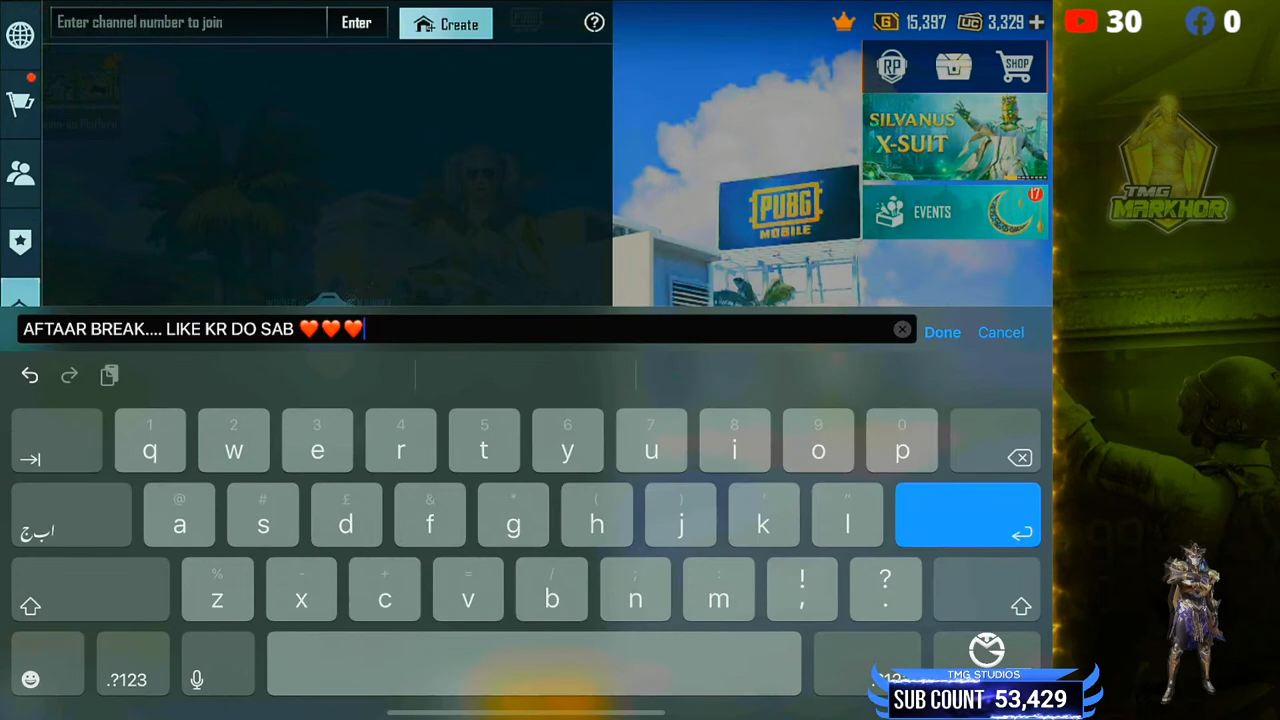 Enter channel number to join
Enter
Create
?
G 15,397
UC 3,329 +
30
0
RP
SHOP
SILVANUS
X-SUIT
PUBG
MOBILE
EVENTS
17
TMG
MARKHOR
AFTAAR BREAK.... LIKE KR DO SAB ❤️❤️❤️
Done
Cancel
1 2 3 4 5 6 7 8 9 0
q w e r t y u i o p
@ # £ & * ( ) ' "
ا ب ج a s d f g h j k l
% - + = / ; :
z x c v b n m ! , ? .
.?123
TMG STUDIOS
SUB COUNT 53,429